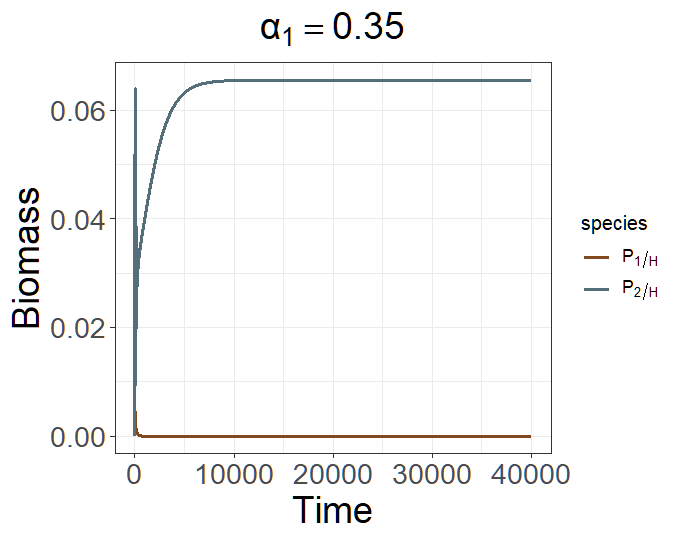 α₁ = 0.35
Biomass
0.06
0.04
0.02
0.00
0
10000
20000
30000
40000
Time
species
P₁/H
P₂/H